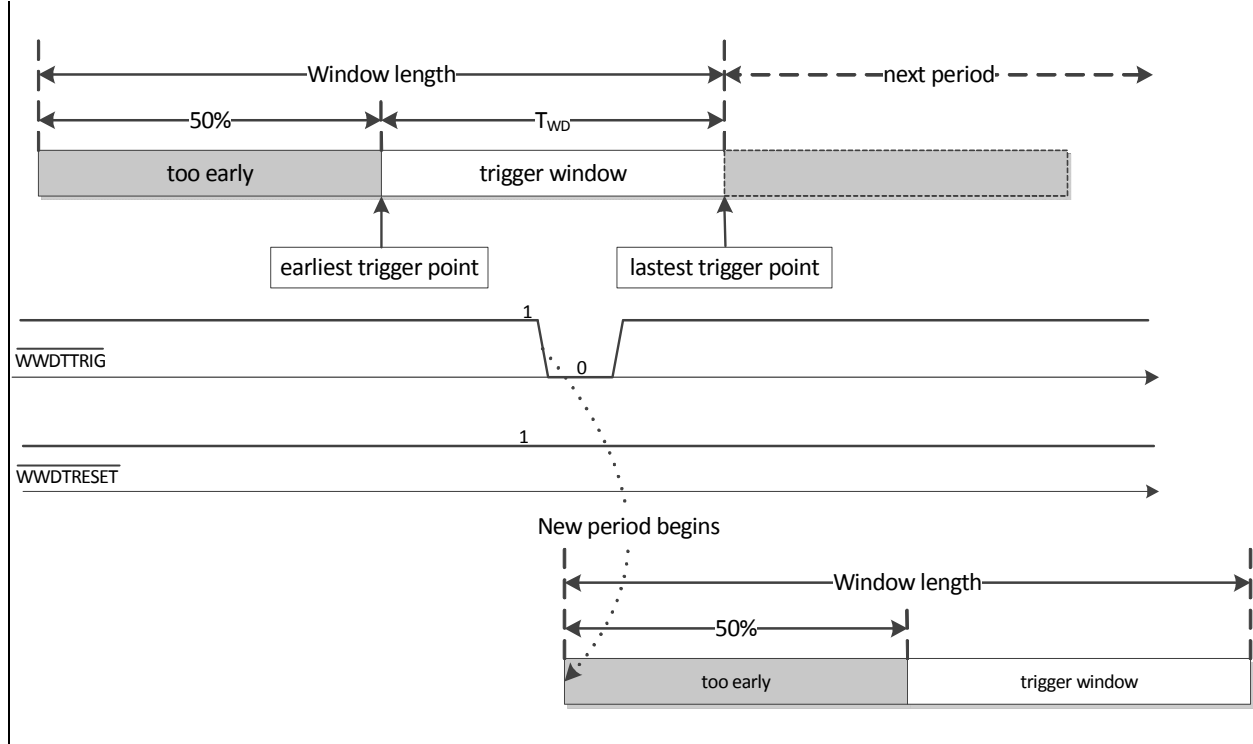 Window length
next period
50%
TWD
too early
trigger window
earliest trigger point
lastest trigger point
1
WWDTTRIG
0
1
WWDTRESET
New period begins
Window length
50%
too early
trigger window